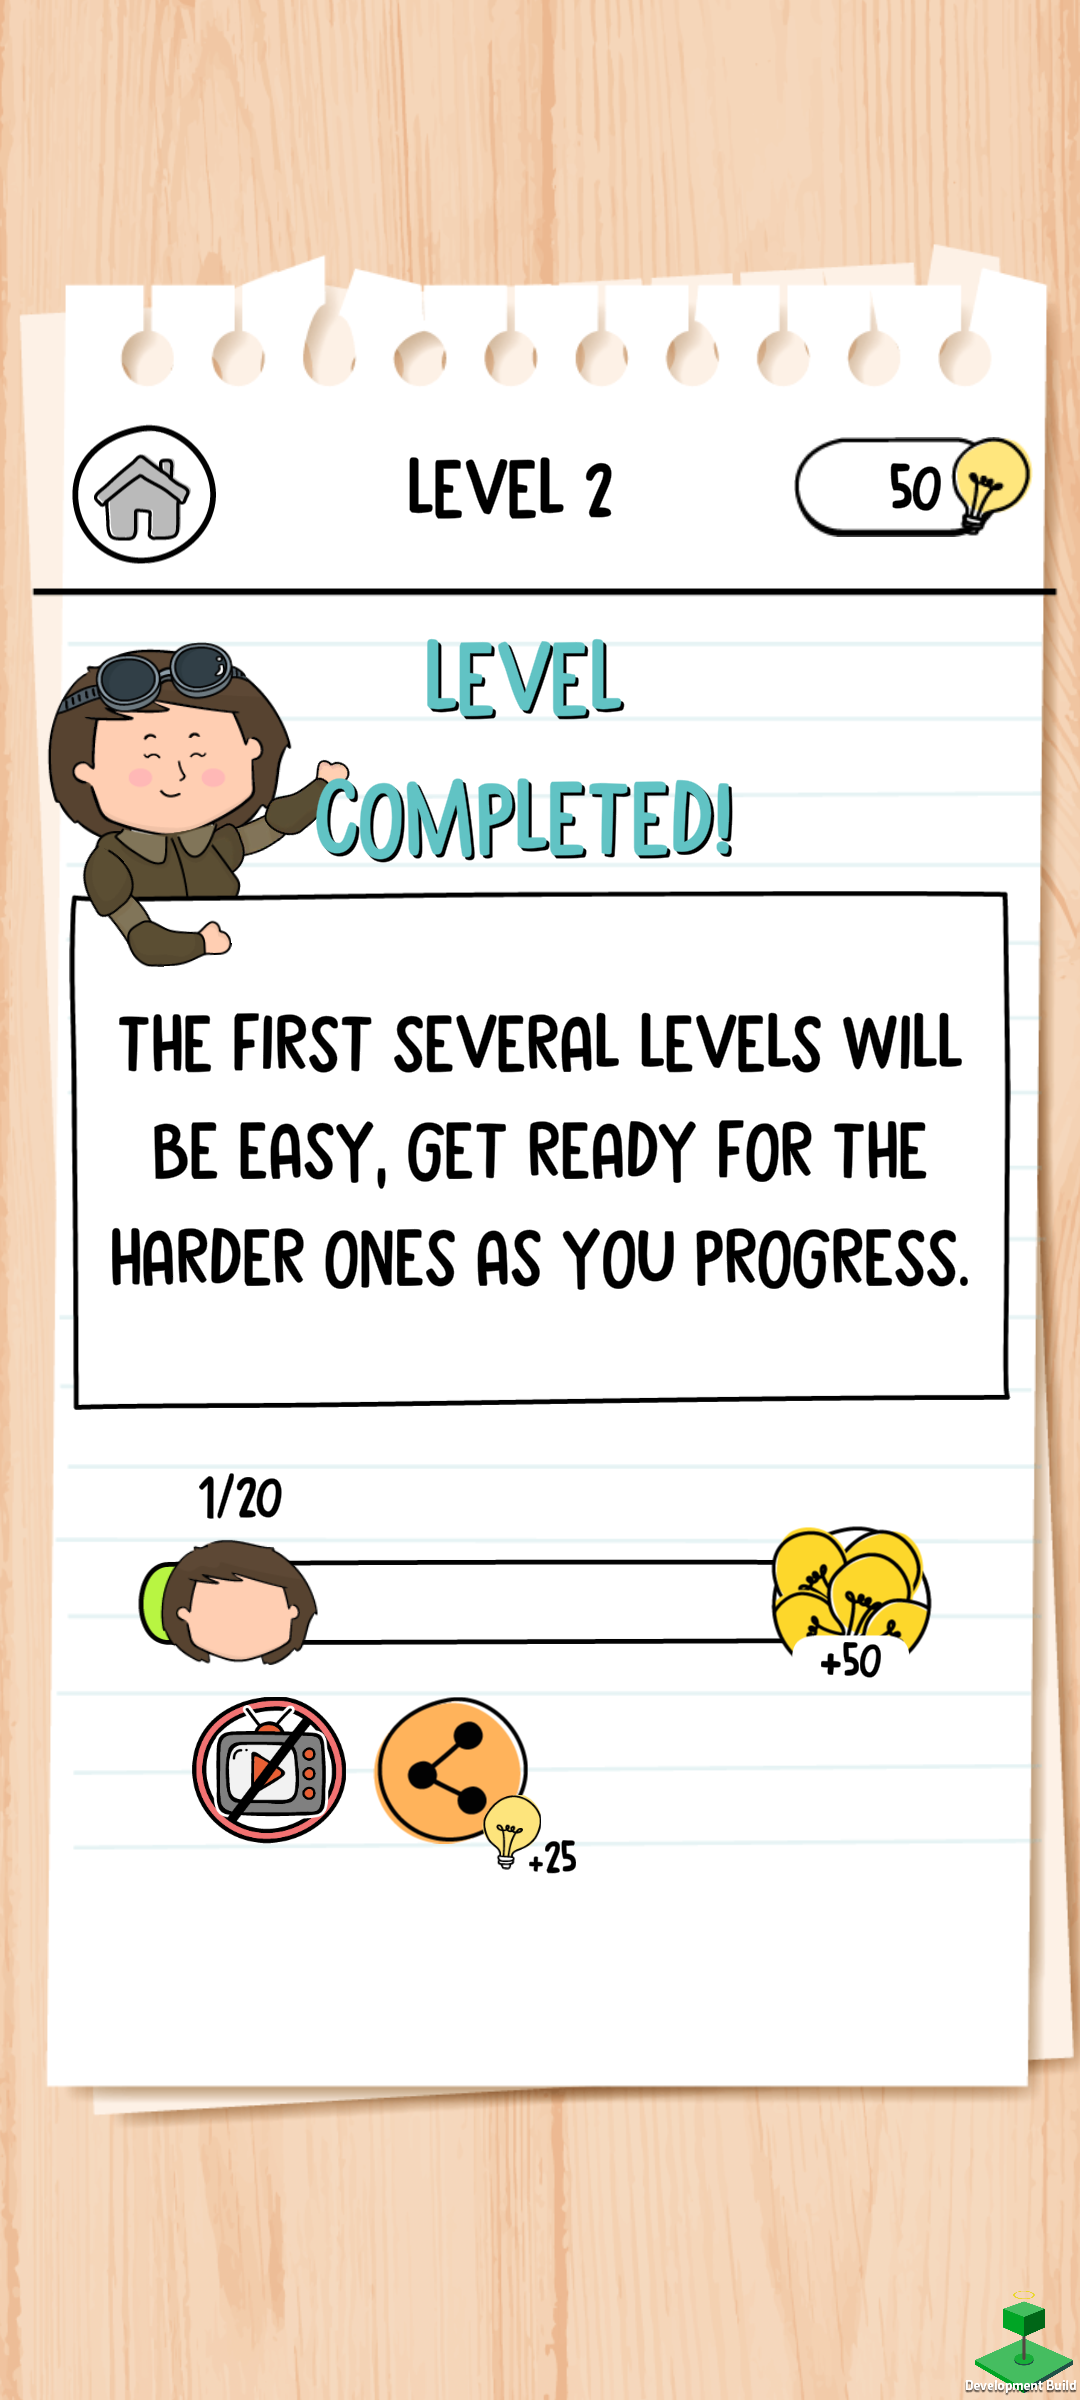 LEVEL 2
50
LEVEL
COMPLETED!
THE FIRST SEVERAL LEVELS WILL
BE EASY, GET READY FOR THE
HARDER ONES AS YOU PROGRESS.
1/20
+50
+25
Development Build